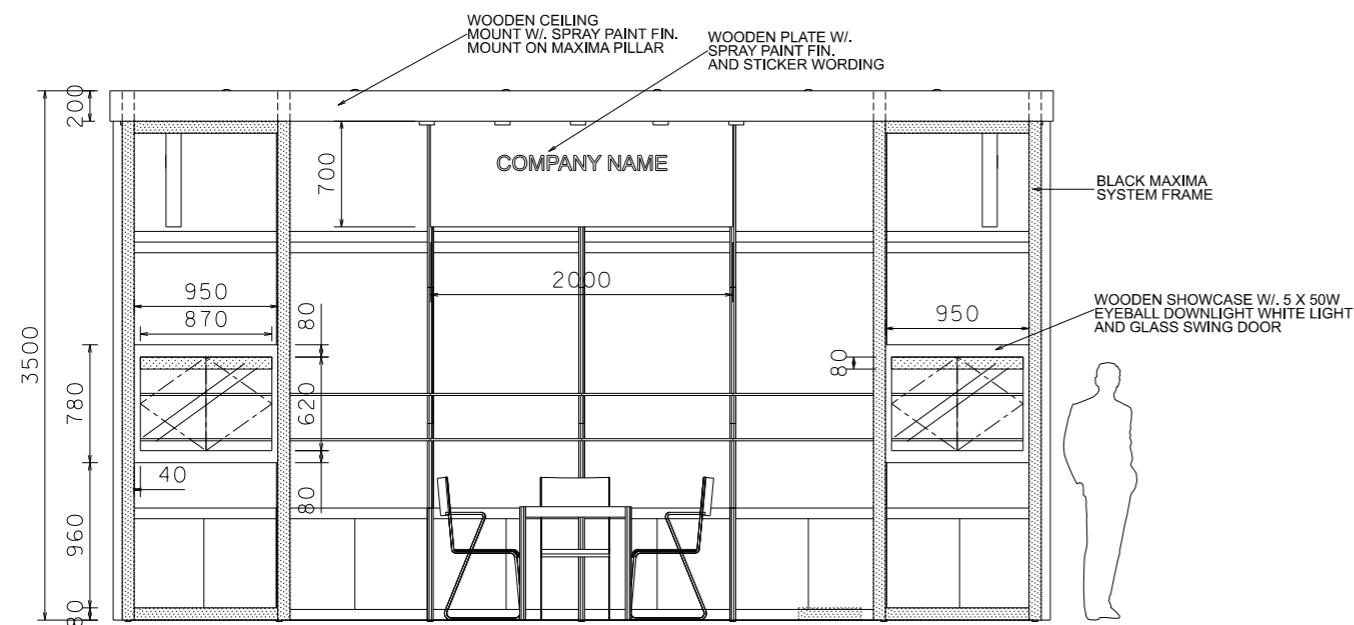 WOODEN CEILING
MOUNT W/. SPRAY PAINT FIN.
MOUNT ON MAXIMA PILLAR
WOODEN PLATE W/.
SPRAY PAINT FIN.
AND STICKER WORDING
200
700
COMPANY NAME
BLACK MAXIMA
SYSTEM FRAME
2000
950
870
80
950
WOODEN SHOWCASE W/. 5 X 50W
EYEBALL DOWNLIGHT WHITE LIGHT
AND GLASS SWING DOOR
3500
80
780
620
40
80
960
80